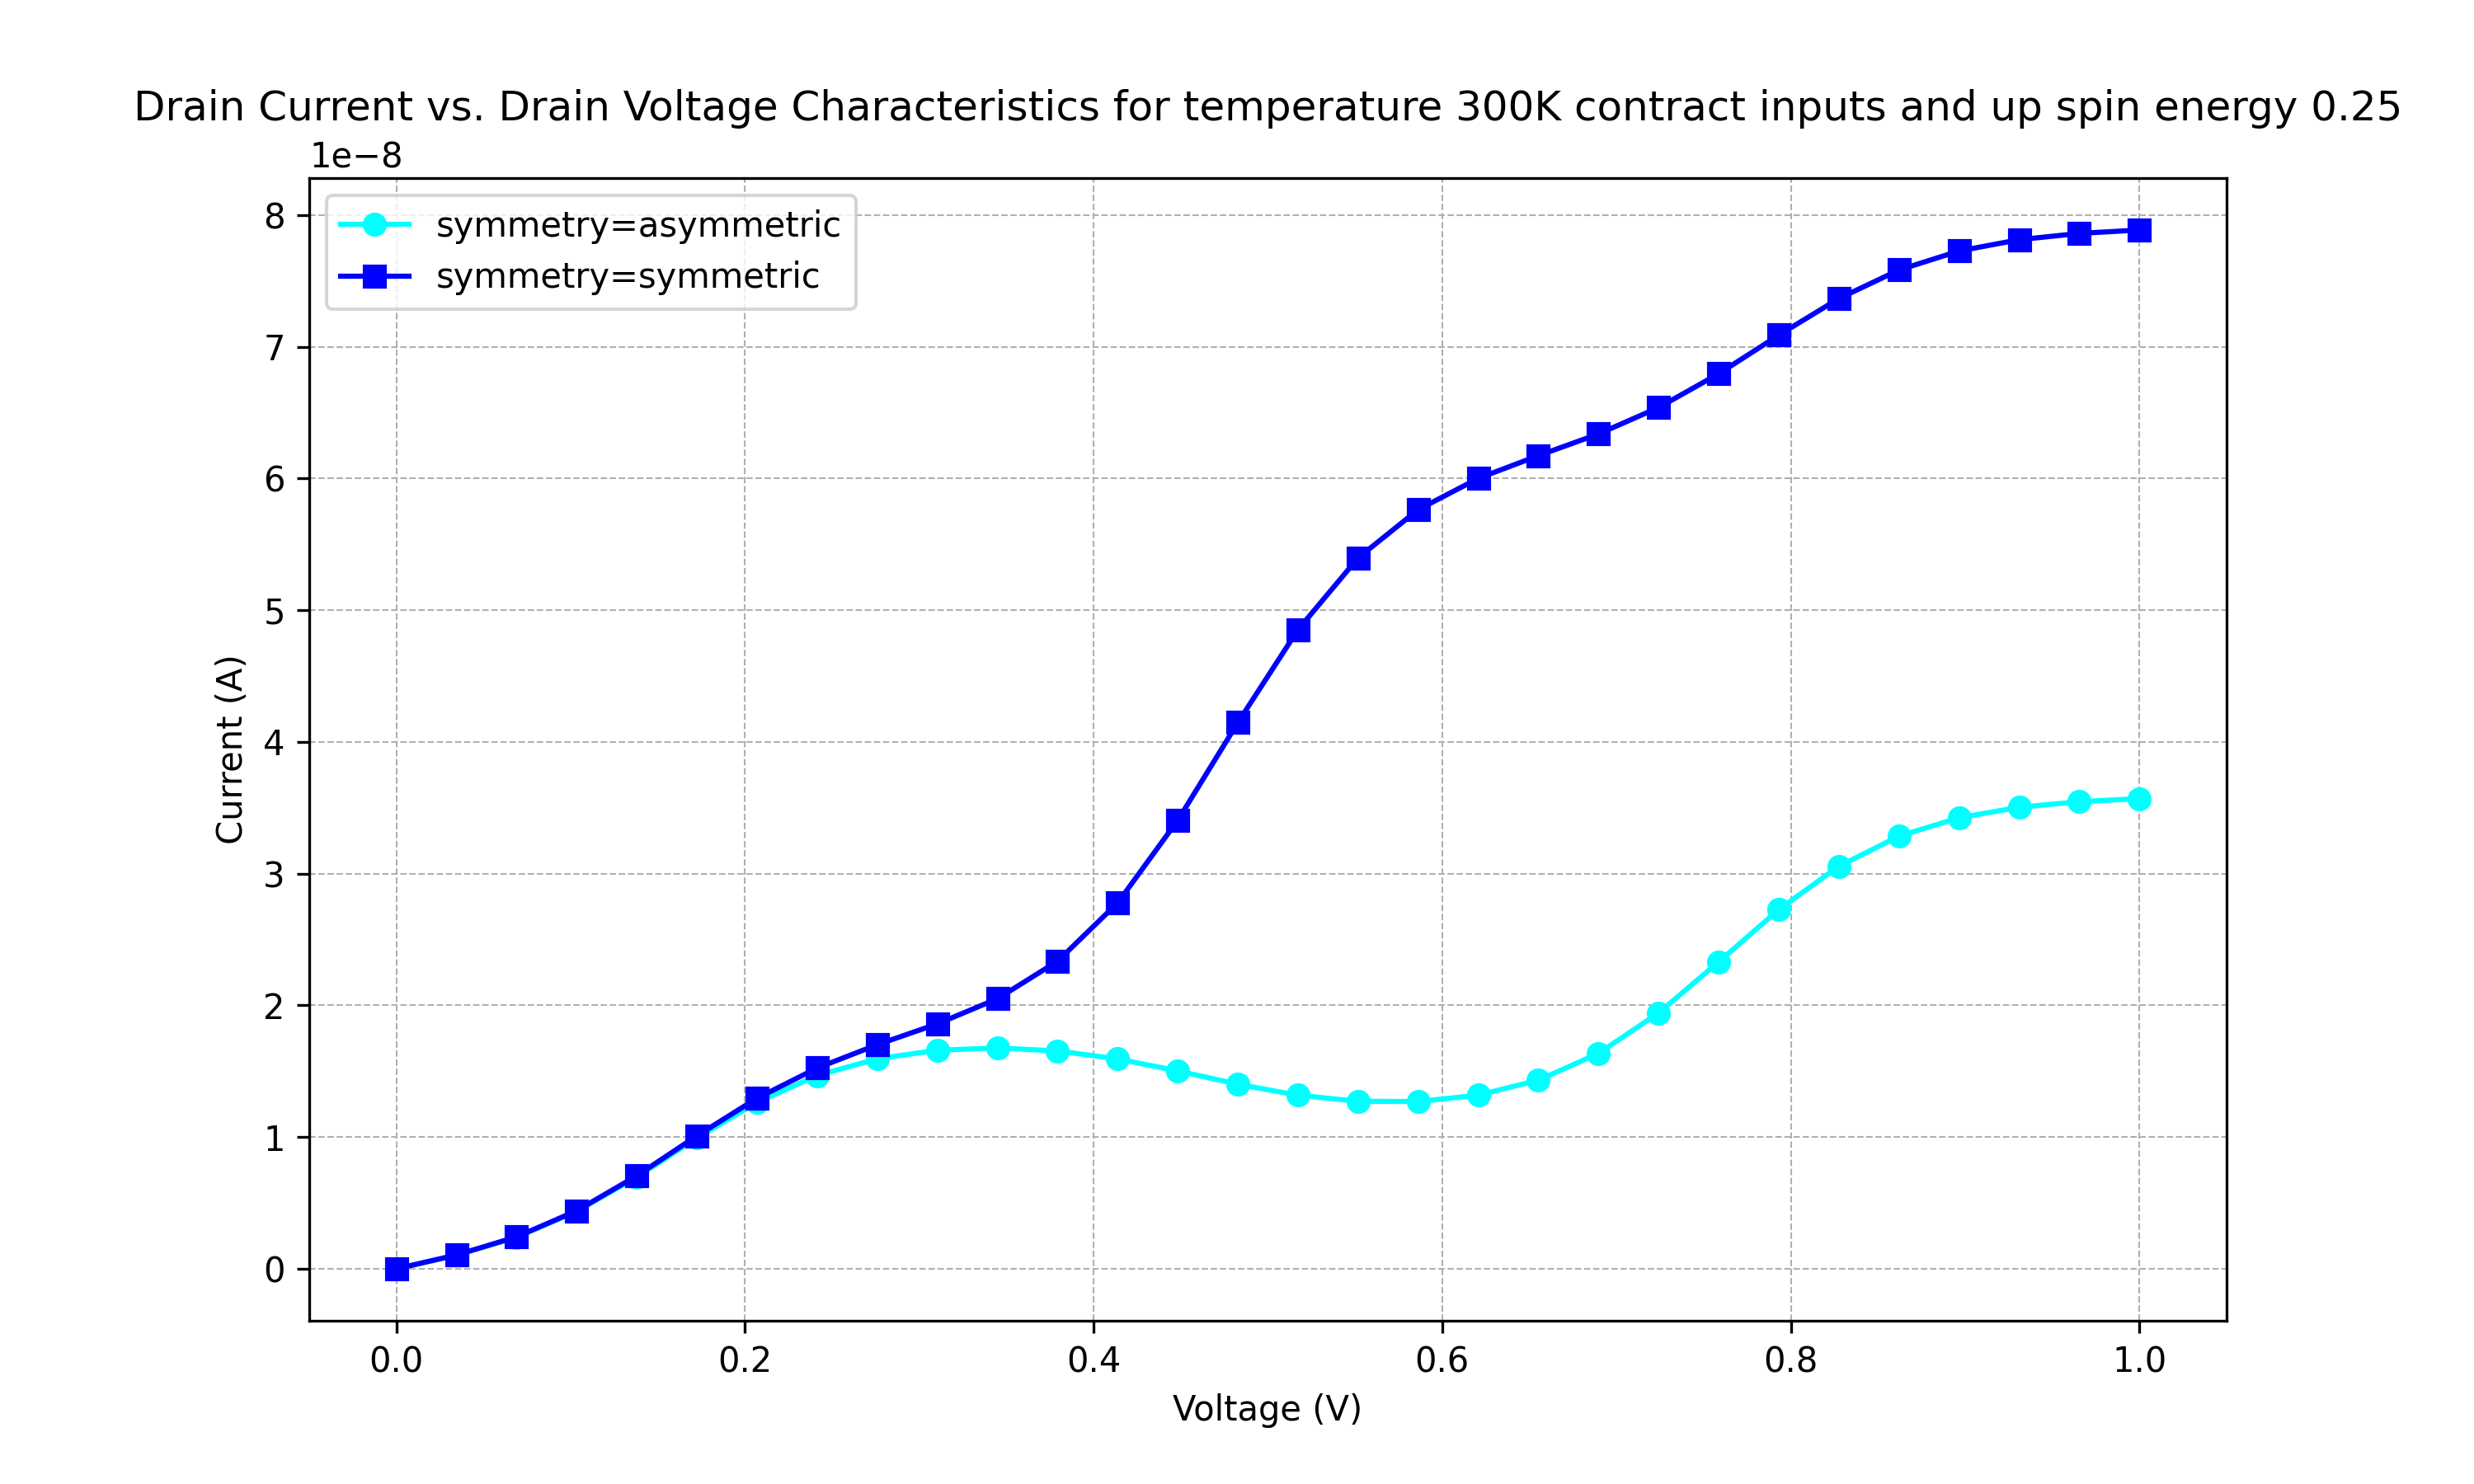 Drain Current vs. Drain Voltage Characteristics for temperature 300K contract inputs and up spin energy 0.25
1e−8
symmetry=asymmetric
symmetry=symmetric
8
7
6
5
4
3
2
1
0
Current (A)
0.0 0.2 0.4 0.6 0.8 1.0
Voltage (V)